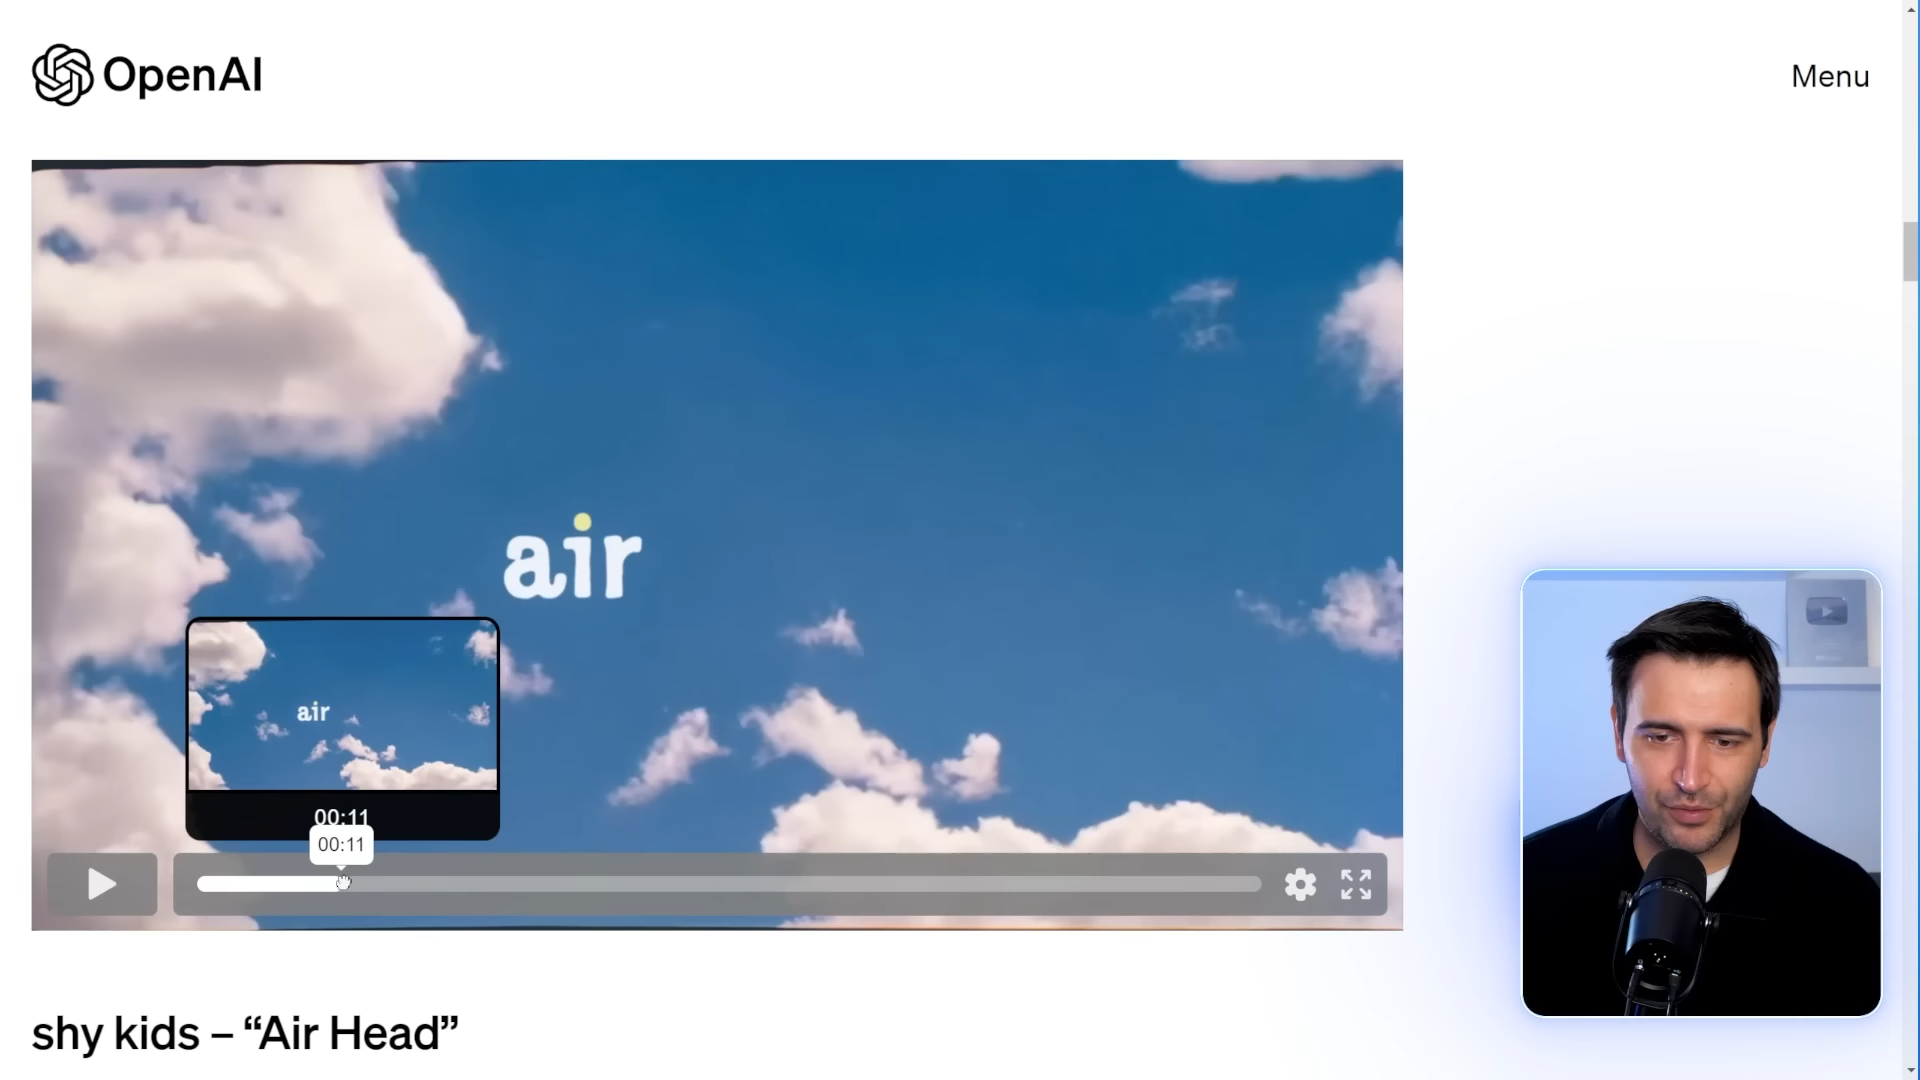 OpenAI
Menu
air
air
00:11
00:11
shy kids – “Air Head”